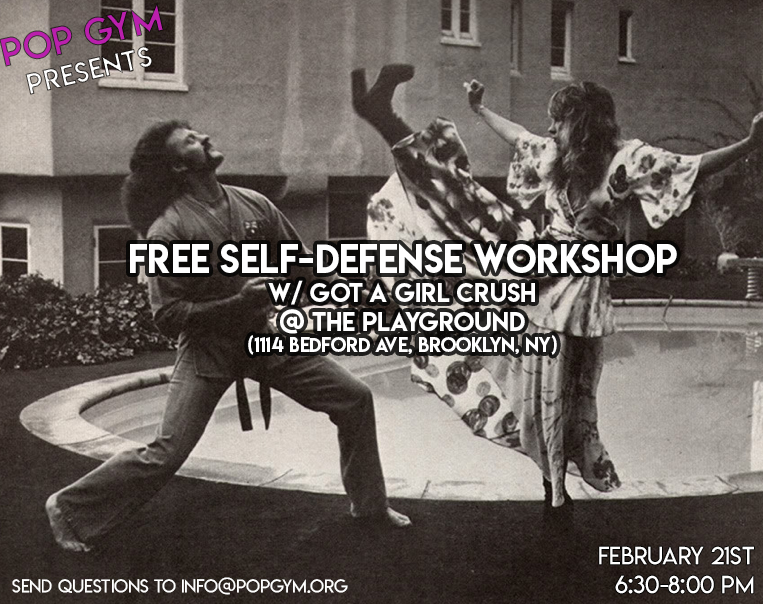 POP GYM
PRESENTS
FREE SELF-DEFENSE WORKSHOP
W/ GOT A GIRL CRUSH
@ THE PLAYGROUND
(1114 BEDFORD AVE, BROOKLYN, NY)
FEBRUARY 21ST
6:30-8:00 PM
SEND QUESTIONS TO INFO@POPGYM.ORG